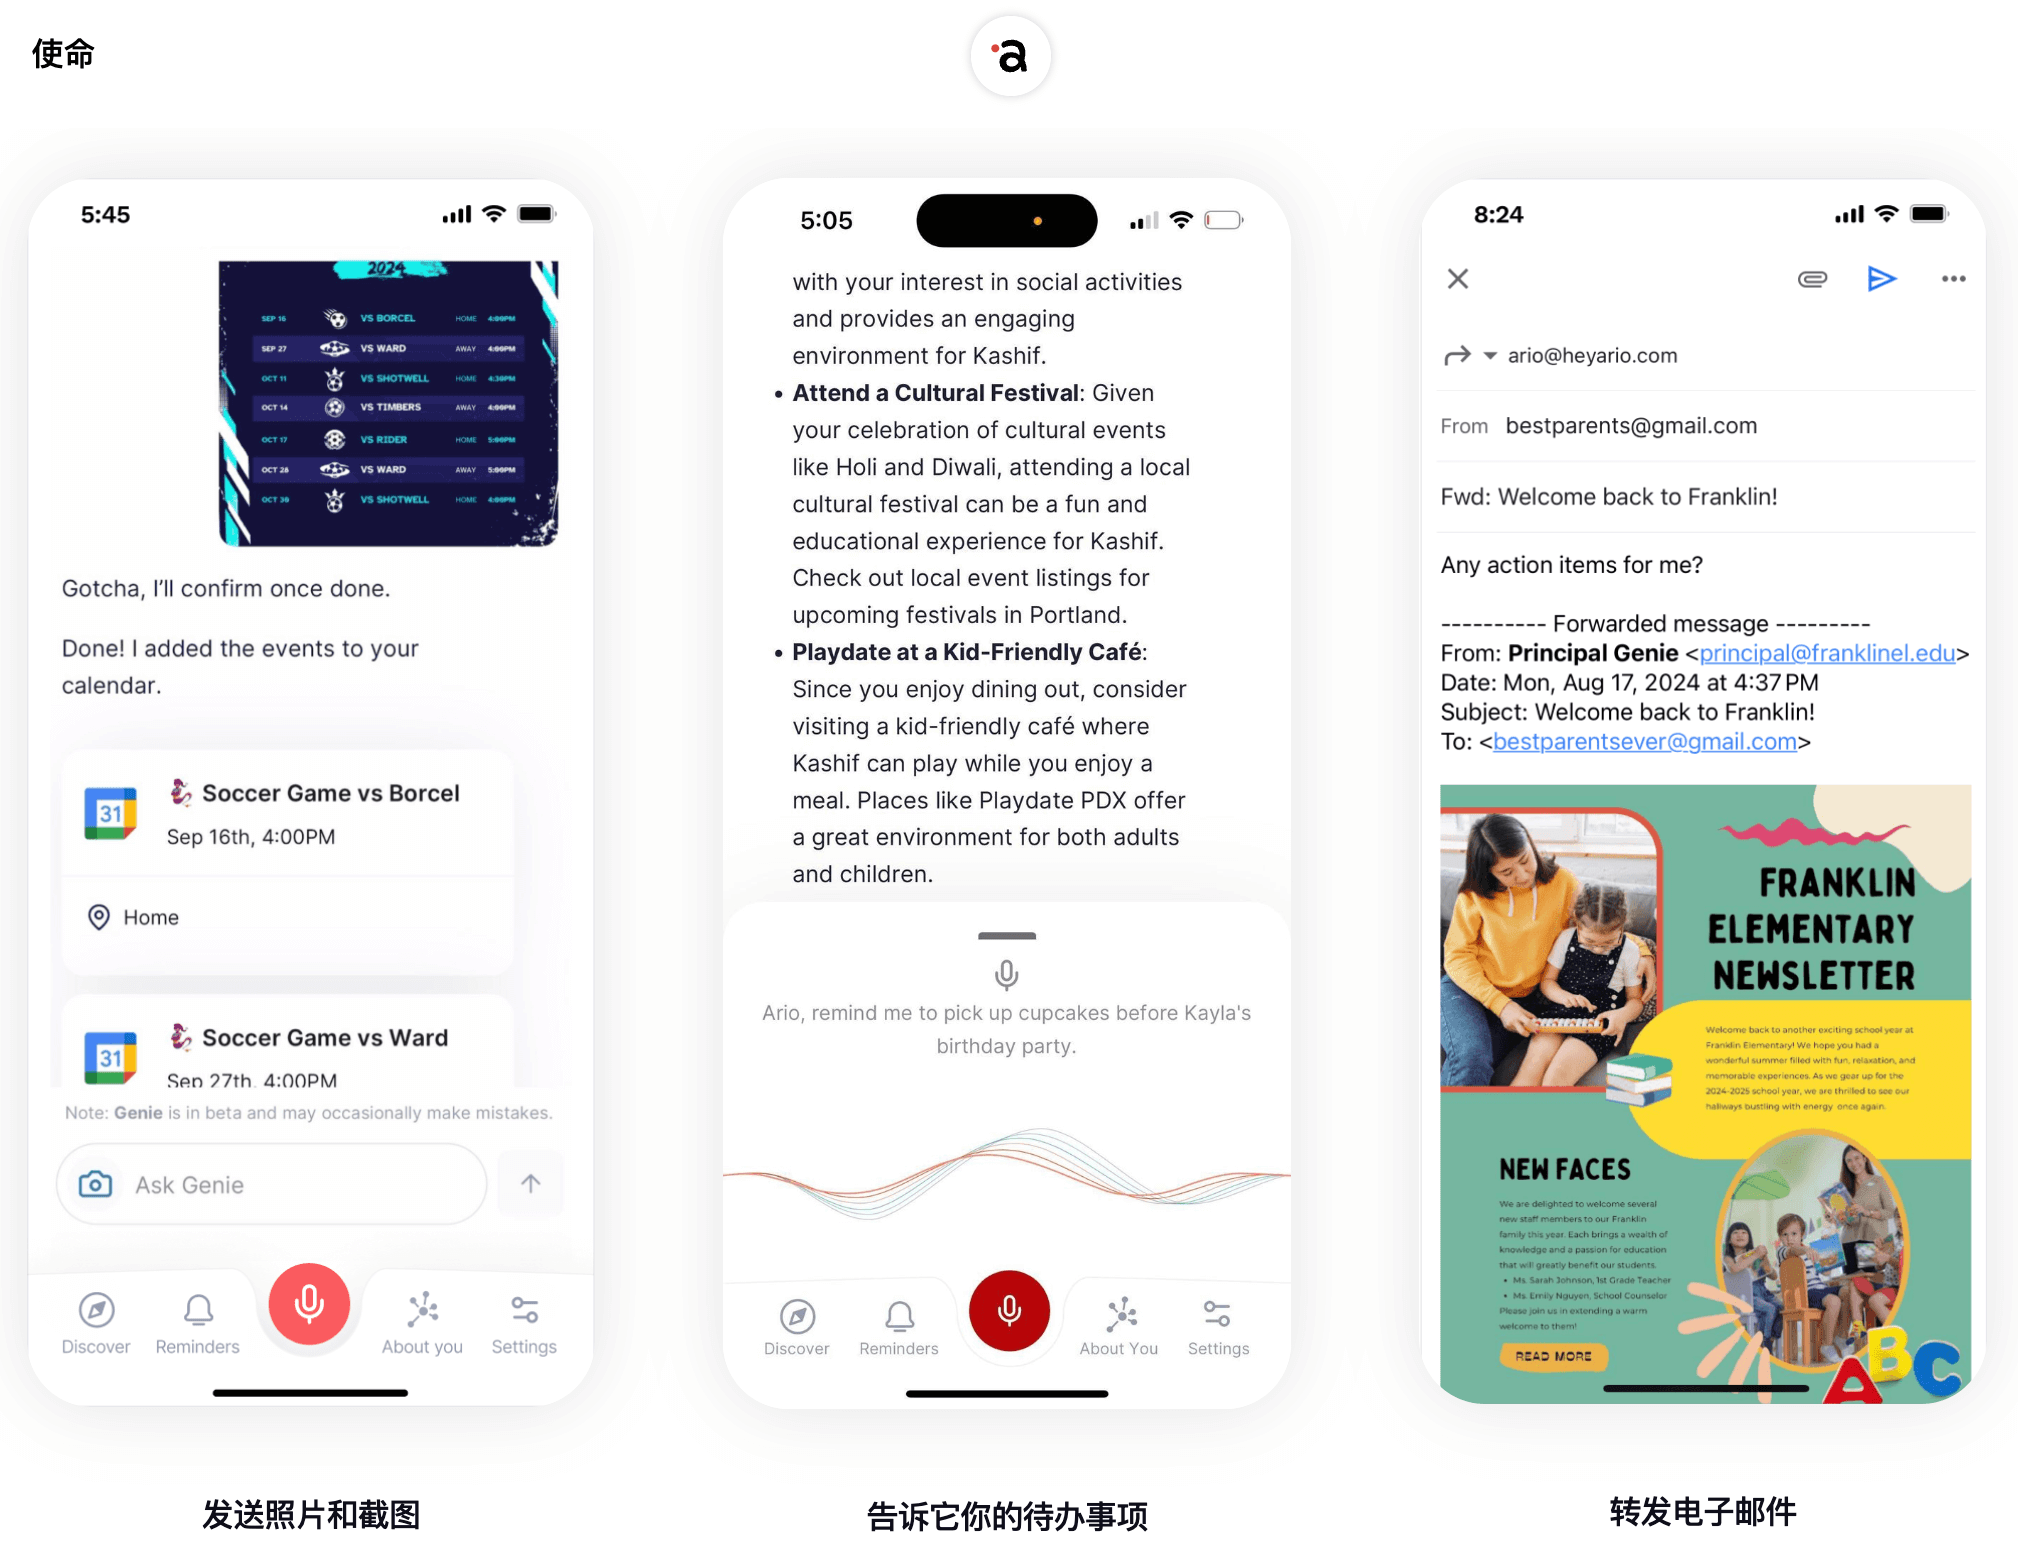 使命
a
5:45
2024
SEP 16 VS BORCEL HOME 4:00PM
SEP 27 VS WARD AWAY 4:00PM
OCT 11 VS SHOTWELL HOME 4:30PM
OCT 14 VS TIMBERS AWAY 4:00PM
OCT 17 VS RIDER HOME 5:00PM
OCT 28 VS WARD AWAY 5:00PM
OCT 30 VS SHOTWELL HOME 4:00PM
Gotcha, I'll confirm once done.
Done! I added the events to your
calendar.
31
Soccer Game vs Borcel
Sep 16th, 4:00PM
Home
31
Soccer Game vs Ward
Sep 27th, 4:00PM
Note: Genie is in beta and may occasionally make mistakes.
Ask Genie
Discover
Reminders
About you
Settings
发送照片和截图
5:05
with your interest in social activities
and provides an engaging
environment for Kashif.
• Attend a Cultural Festival: Given
your celebration of cultural events
like Holi and Diwali, attending a local
cultural festival can be a fun and
educational experience for Kashif.
Check out local event listings for
upcoming festivals in Portland.
• Playdate at a Kid-Friendly Café:
Since you enjoy dining out, consider
visiting a kid-friendly café where
Kashif can play while you enjoy a
meal. Places like Playdate PDX offer
a great environment for both adults
and children.
Ario, remind me to pick up cupcakes before Kayla's
birthday party.
Discover
Reminders
About You
Settings
告诉它你的待办事项
8:24
ario@heyario.com
From bestparents@gmail.com
Fwd: Welcome back to Franklin!
Any action items for me?
---------- Forwarded message ---------
From: Principal Genie <principal@franklinel.edu>
Date: Mon, Aug 17, 2024 at 4:37 PM
Subject: Welcome back to Franklin!
To: <bestparentsever@gmail.com>
FRANKLIN
ELEMENTARY
NEWSLETTER
Welcome back to another exciting school year at
Franklin Elementary! We hope you had a
wonderful summer filled with fun, relaxation, and
memorable experiences. As we gear up for the
2024-2025 school year, we are thrilled to see our
hallways bustling with energy once again.
NEW FACES
We are delighted to welcome several
new staff members to our Franklin
family this year. Each brings a wealth of
knowledge and a passion for education
that will greatly benefit our students.
• Ms. Sarah Johnson, 1st Grade Teacher
• Ms. Emily Nguyen, School Counselor
Please join us in extending a warm
welcome to them!
READ MORE
ABC
转发电子邮件